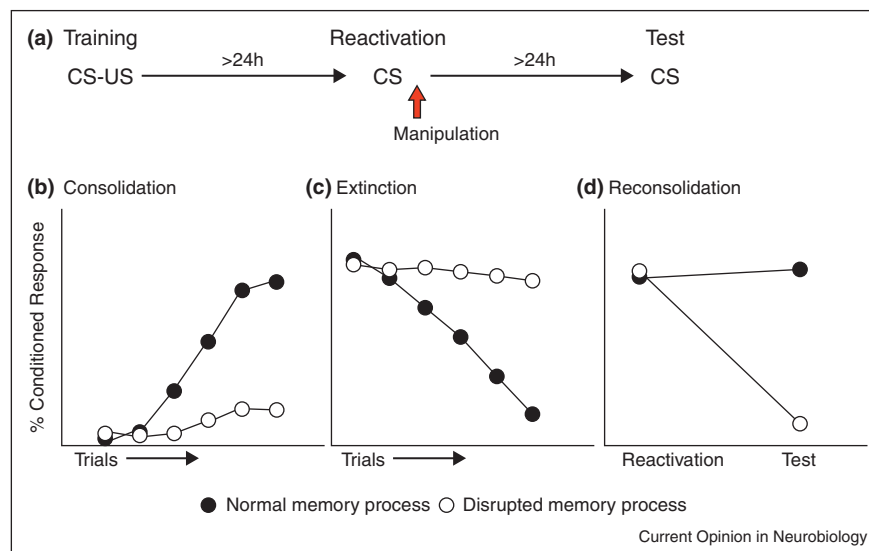 (a) Training Reactivation Test
>24h >24h
CS-US CS CS
Manipulation
(b) Consolidation (c) Extinction (d) Reconsolidation
% Conditioned Response
Trials Trials Reactivation Test
Normal memory process Disrupted memory process
Current Opinion in Neurobiology